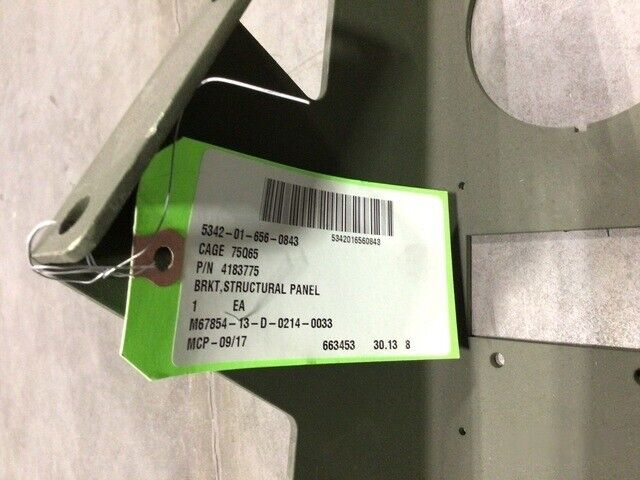 5342-01-656-0843 5342016560843
CAGE 75Q65
P/N 4183775
BRKT,STRUCTURAL PANEL
1 EA
M67854-13-D-0214-0033
MCP-09/17 663453 30.13 8